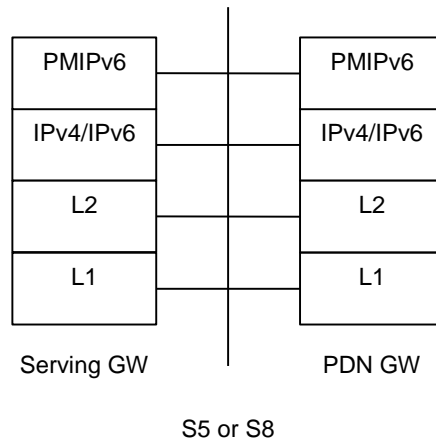 PMIPv6 PMIPv6
IPv4/IPv6 IPv4/IPv6
L2 L2
L1 L1
Serving GW PDN GW
S5 or S8